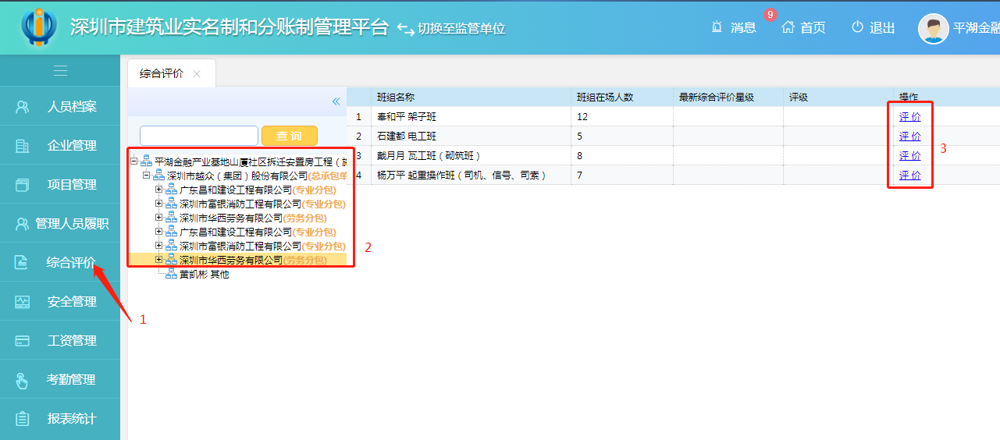 深圳市建筑业实名制和分账制管理平台 切换至监管单位 消息 9 首页 退出 平湖金融
综合评价
人员档案
企业管理
项目管理
管理人员履职
综合评价
安全管理
工资管理
考勤管理
报表统计
查 询
平湖金融产业基地山厦社区拆迁安置房工程（施
深圳市越众（集团）股份有限公司(总承包单
广东昌和建设工程有限公司(专业分包)
深圳市富银消防工程有限公司(专业分包)
深圳市华西劳务有限公司(劳务分包)
广东昌和建设工程有限公司(专业分包)
深圳市富银消防工程有限公司(专业分包)
深圳市华西劳务有限公司(劳务分包)
黄凯彬 其他
班组名称 班组在场人数 最新综合评价星级 评级 操作
1 奉和平 架子班 12 评 价
2 石建都 电工班 5 评 价
3 戴月月 瓦工班（砌筑班） 8 评 价
4 杨万平 起重操作班（司机、信号、司索） 7 评 价
1
2
3